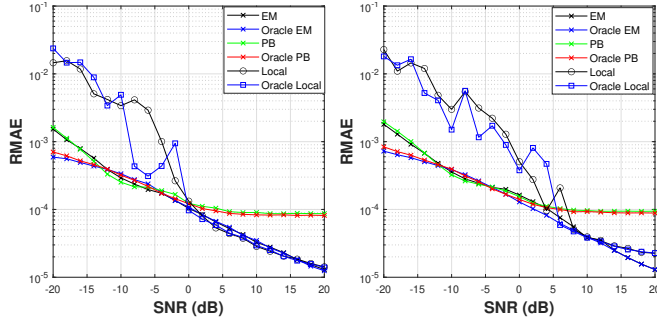 10^-1
10^-2
10^-3
10^-4
10^-5
RMAE
-20 -15 -10 -5 0 5 10 15 20
SNR (dB)
EM
Oracle EM
PB
Oracle PB
Local
Oracle Local
10^-1
10^-2
10^-3
10^-4
10^-5
RMAE
-20 -15 -10 -5 0 5 10 15 20
SNR (dB)
EM
Oracle EM
PB
Oracle PB
Local
Oracle Local